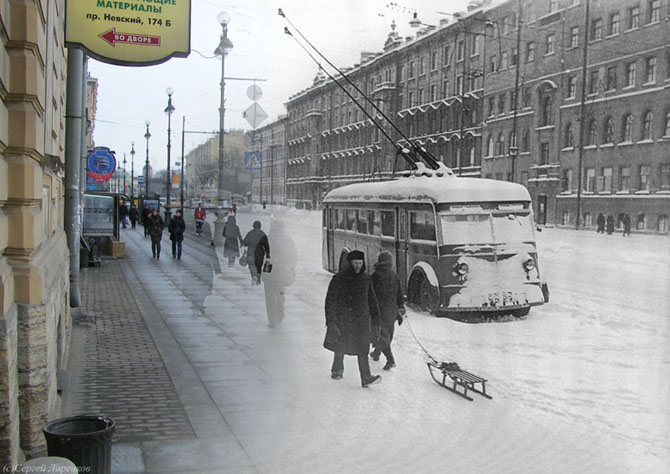 МАТЕРИАЛЫ
пр. Невский, 174 Б
ВО ДВОРЕ
(c)Сергей Ларенков